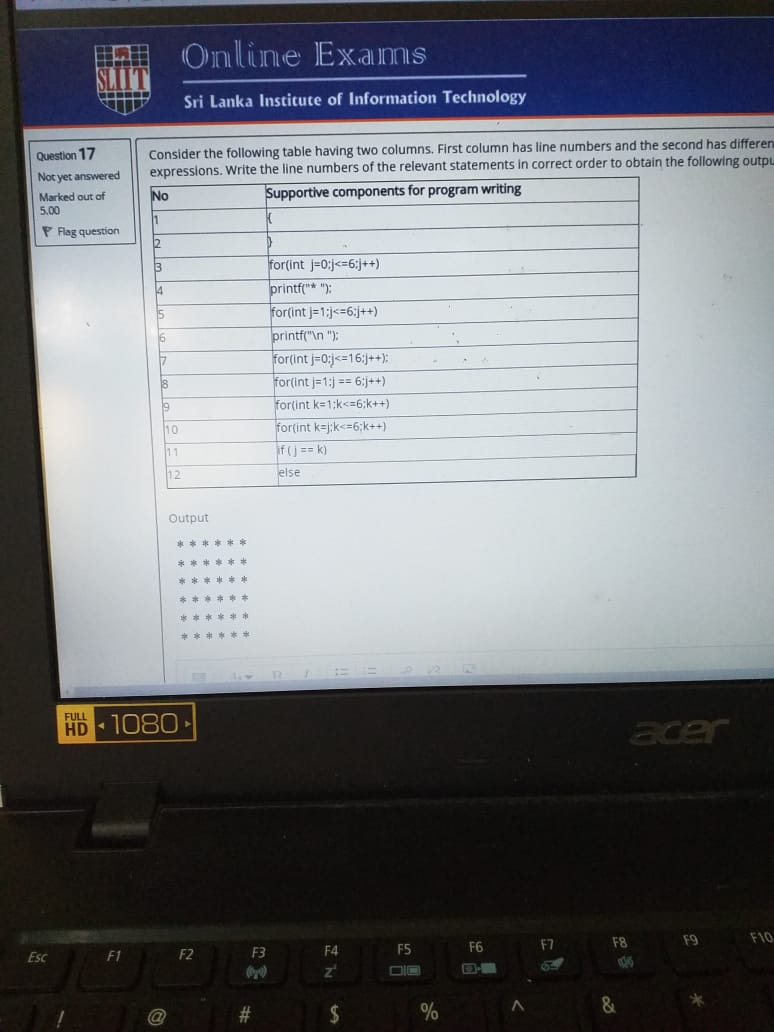 SLIIT
Online Exams
Sri Lanka Institute of Information Technology
Question 17
Not yet answered
Marked out of
5.00
Flag question
Consider the following table having two columns. First column has line numbers and the second has differen
expressions. Write the line numbers of the relevant statements in correct order to obtain the following outpu
No Supportive components for program writing
1 {
2 }
3 for(int j=0;j<=6;j++)
4 printf("* ");
5 for(int j=1;j<=6;j++)
6 printf("\n ");
7 for(int j=0;j<=16;j++);
8 for(int j=1;j == 6;j++)
9 for(int k=1;k<=6;k++)
10 for(int k=j;k<=6;k++)
11 if ( j == k)
12 else
Output
* * * * * *
* * * * * *
* * * * * *
* * * * * *
* * * * * *
* * * * * *
FULL HD 1080
acer
Esc F1 F2 F3 F4 F5 F6 F7 F8 F9 F10
z
! @ # $ % ^ & *